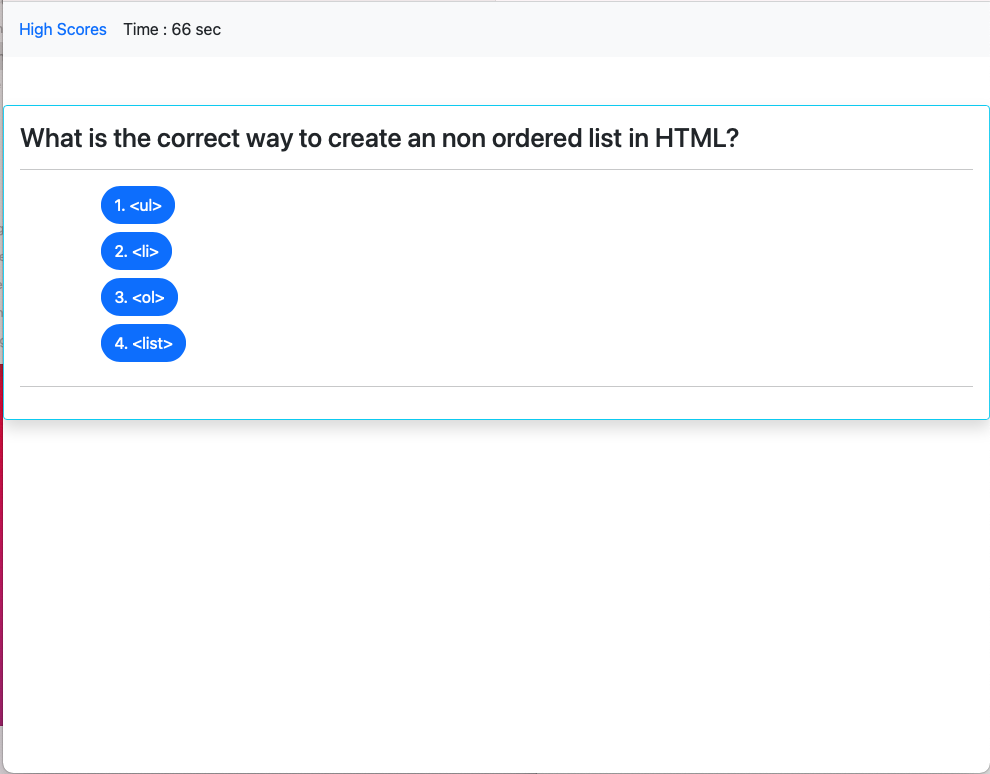 High Scores Time : 66 sec
What is the correct way to create an non ordered list in HTML?
1. <ul>
2. <li>
3. <ol>
4. <list>